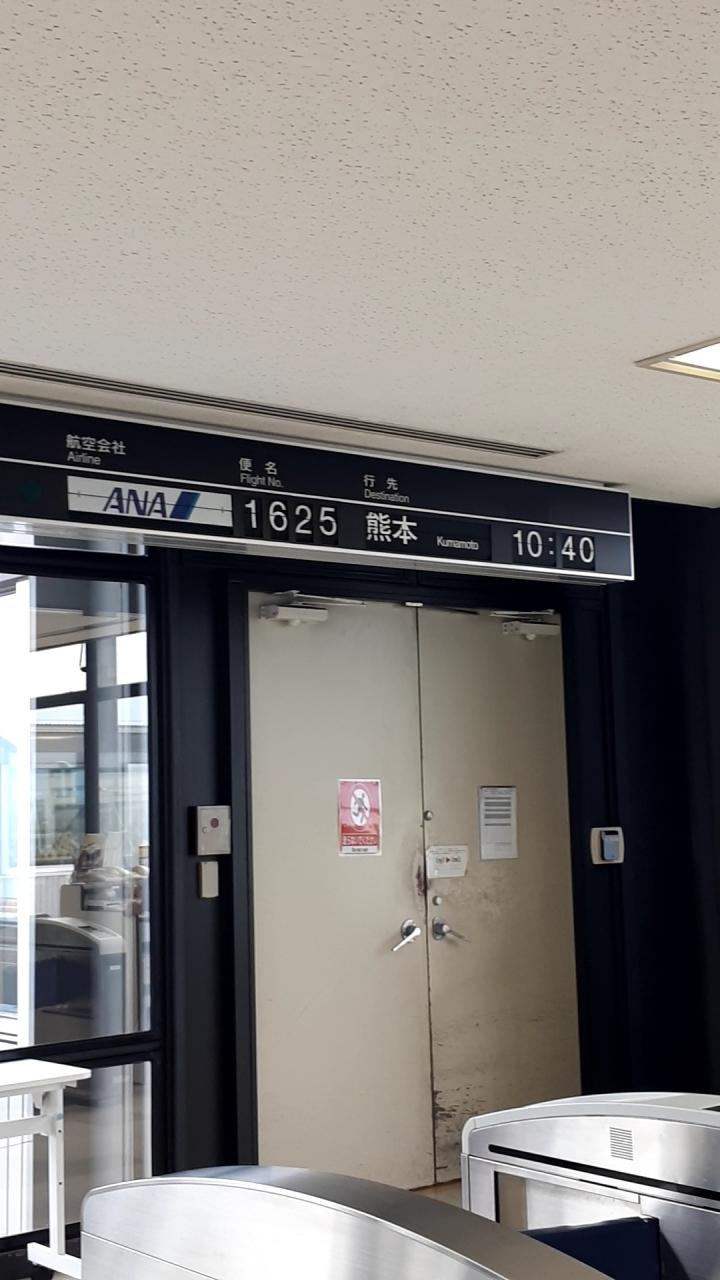 航空会社 便名 行先
Airline Flight No. Destination
ANA 1625 熊本 Kumamoto 10:40